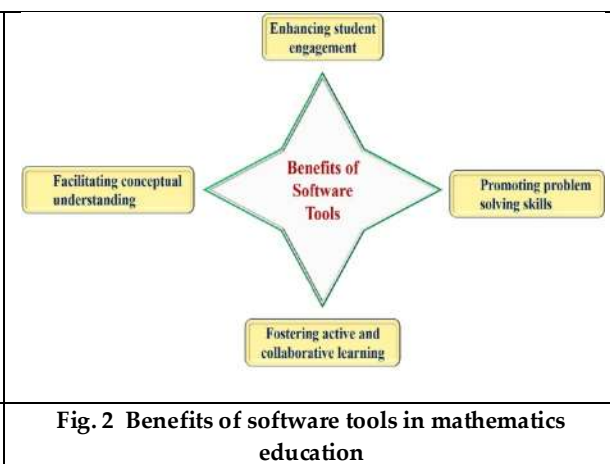 Enhancing student
engagement
Facilitating conceptual
understanding
Benefits of
Software
Tools
Promoting problem
solving skills
Fostering active and
collaborative learning
Fig. 2 Benefits of software tools in mathematics
education